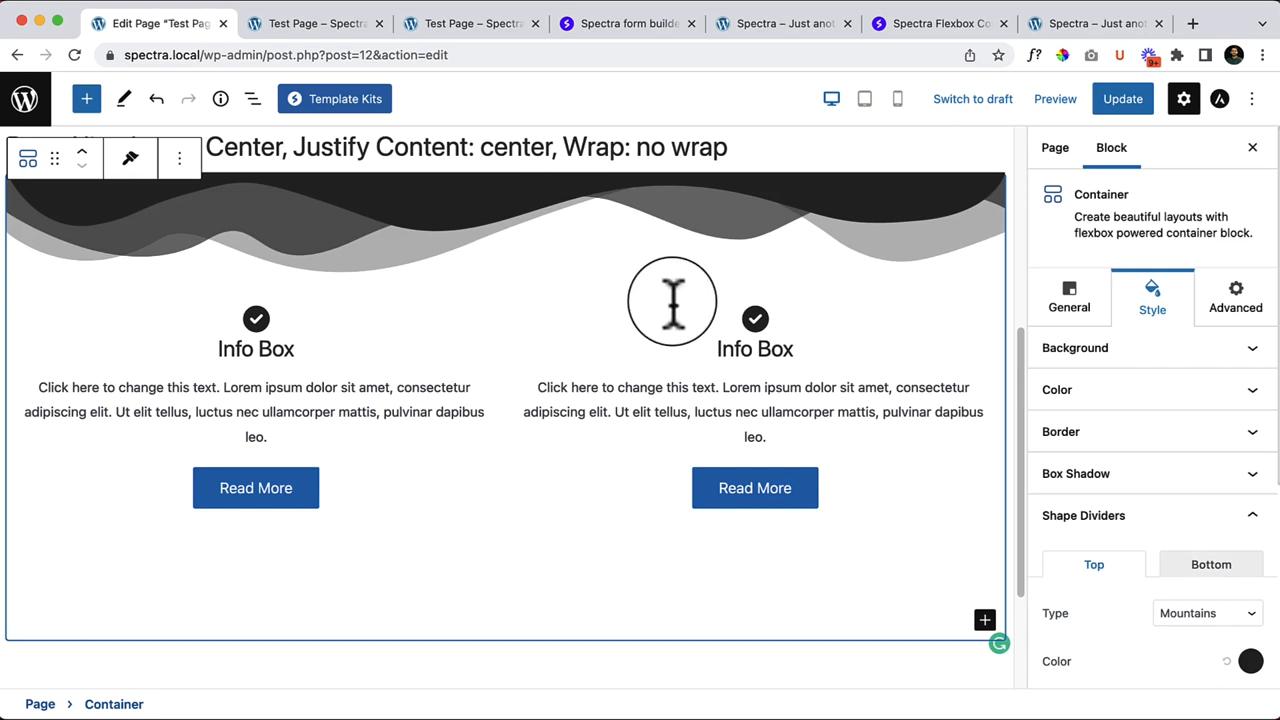 Edit Page “Test Pag
Test Page – Spectra
Test Page – Spectra
Spectra form builde
Spectra – Just anot
Spectra Flexbox Co
Spectra – Just anot
spectra.local/wp-admin/post.php?post=12&action=edit
f?
U
9+
Template Kits
Switch to draft
Preview
Update
Center, Justify Content: center, Wrap: no wrap
Page
Block
Container
Create beautiful layouts with
flexbox powered container block.
General
Style
Advanced
Background
Color
Border
Box Shadow
Shape Dividers
Top
Bottom
Type
Mountains
Color
Info Box
Click here to change this text. Lorem ipsum dolor sit amet, consectetur
adipiscing elit. Ut elit tellus, luctus nec ullamcorper mattis, pulvinar dapibus
leo.
Read More
Info Box
Click here to change this text. Lorem ipsum dolor sit amet, consectetur
adipiscing elit. Ut elit tellus, luctus nec ullamcorper mattis, pulvinar dapibus
leo.
Read More
Page
Container